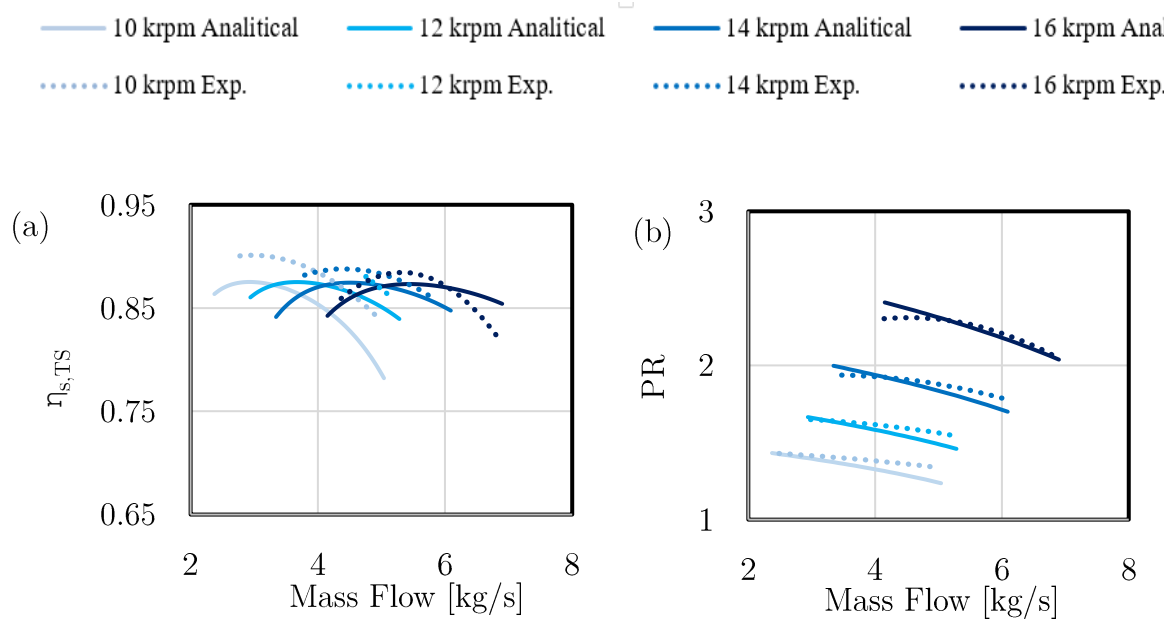 10 krpm Analitical 12 krpm Analitical 14 krpm Analitical 16 krpm Anal
10 krpm Exp. 12 krpm Exp. 14 krpm Exp. 16 krpm Exp.
(a)
0.95
0.85
0.75
0.65
ηs,TS
2 4 6 8
Mass Flow [kg/s]
(b)
3
2
1
PR
2 4 6 8
Mass Flow [kg/s]